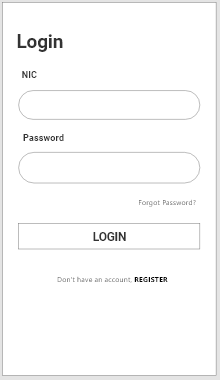 Login
NIC
Password
Forgot Password?
LOGIN
Don't have an account, REGISTER